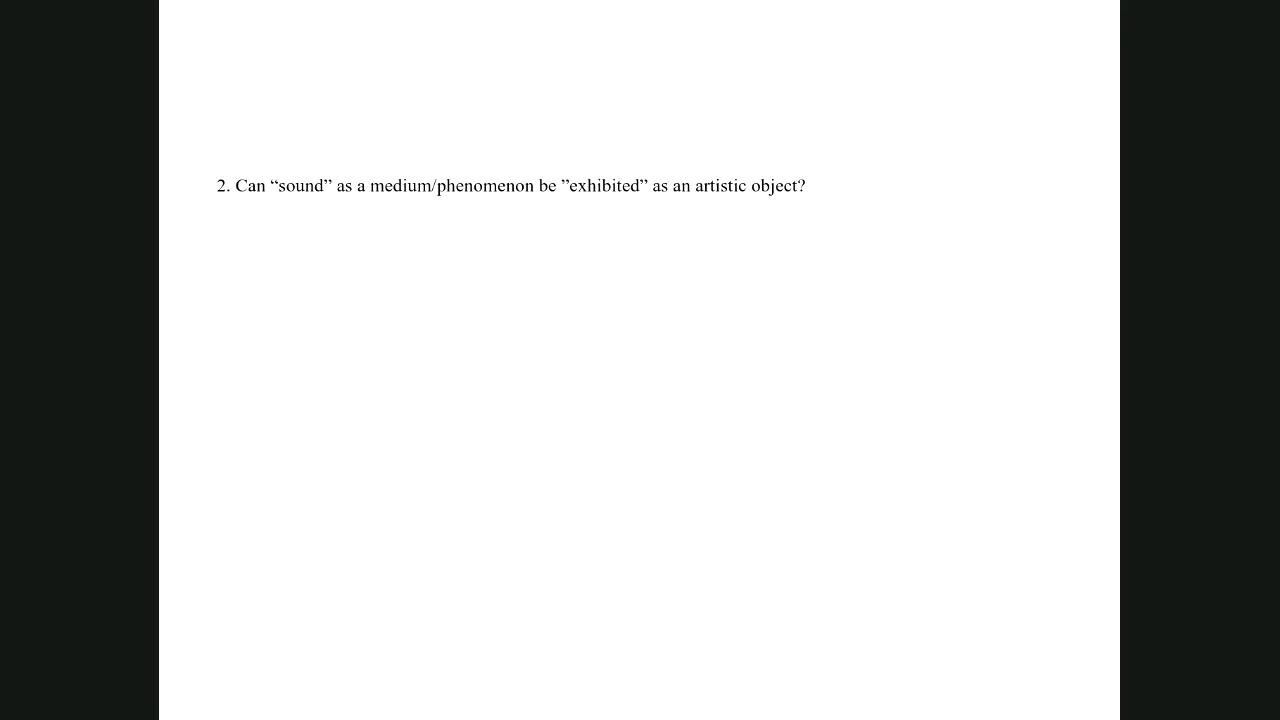 2. Can “sound” as a medium/phenomenon be ”exhibited” as an artistic object?